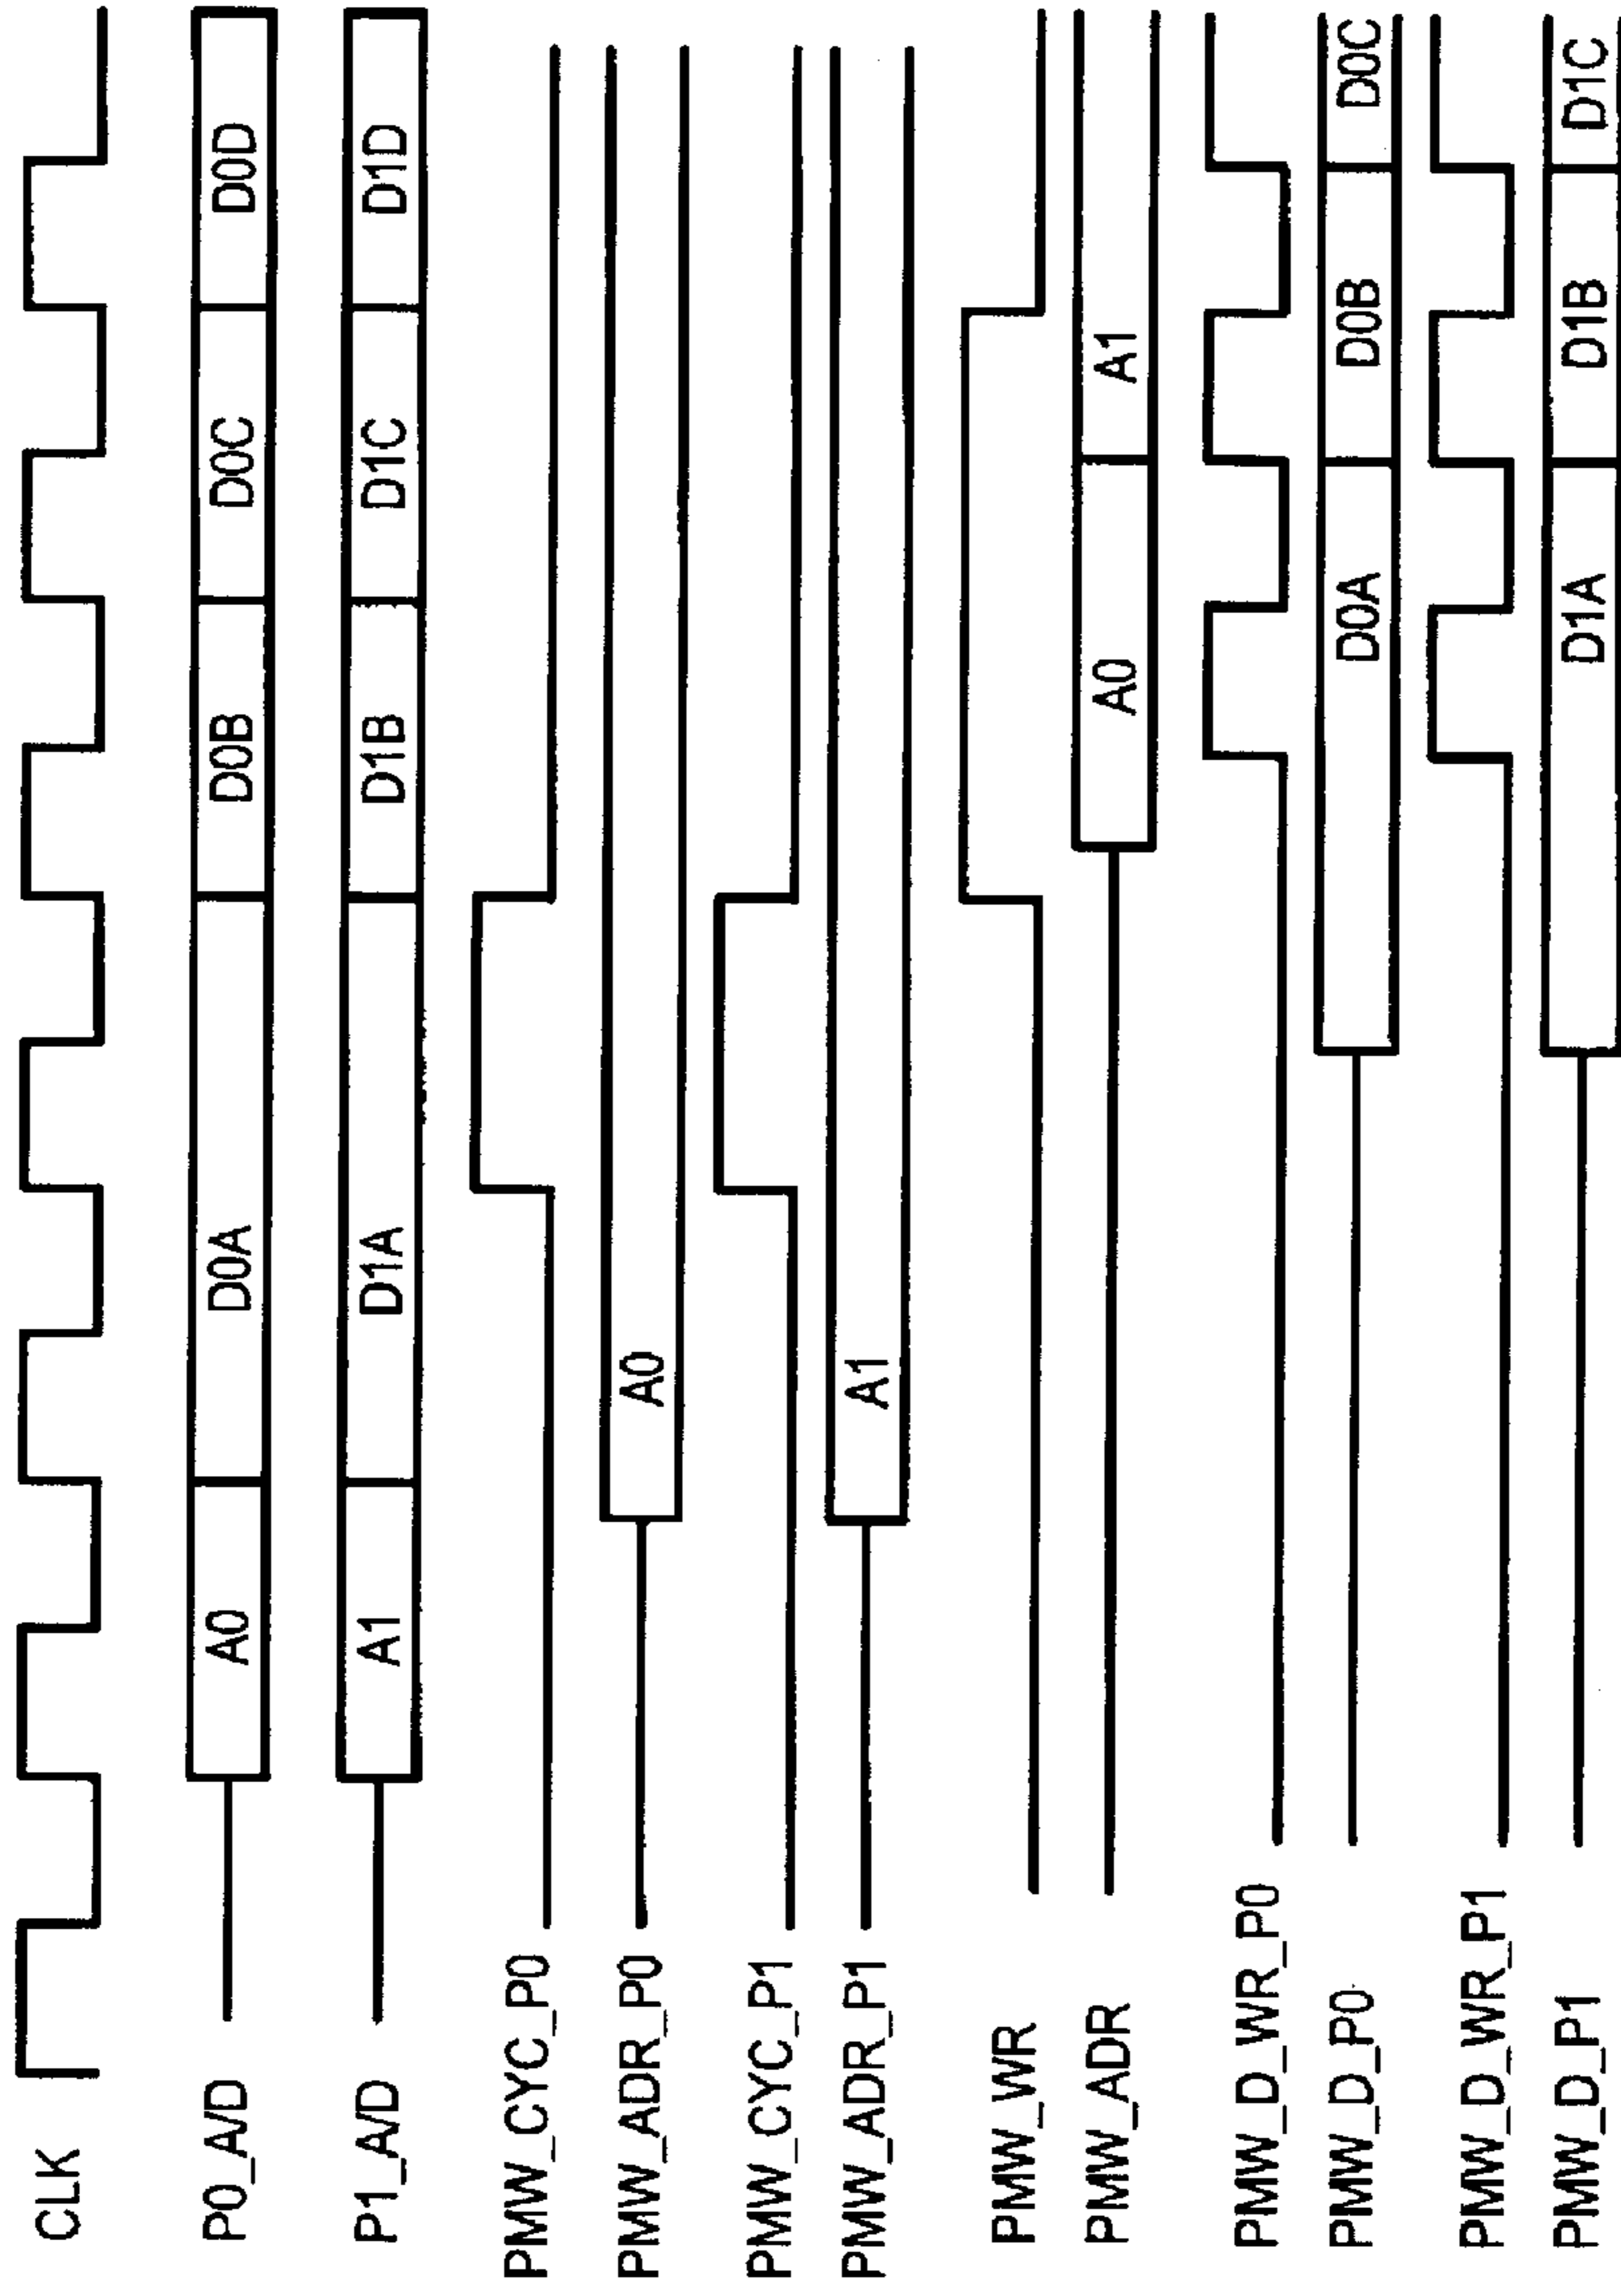 CLK
P0_A/D A0 D0A D0B D0C D0D
P1_A/D A1 D1A D1B D1C D1D
PMW_CYC_P0
PMW_ADR_P0 A0
PMW_CYC_P1
PMW_ADR_P1 A1
PMW_WR
PMW_ADR A0 A1
PMW_D_WR_P0
PMW_D_P0 D0A D0B D0C
PMW_D_WR_P1
PMW_D_P1 D1A D1B D1C